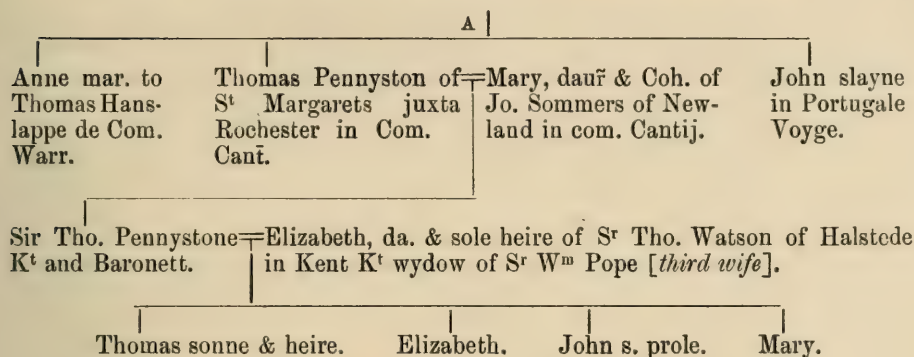 A
Anne mar. to
Thomas Hans-
lappe de Com.
Warr.
Thomas Pennyston of
Sᵗ Margarets juxta
Rochester in Com.
Cant̄.
Mary, daur̃ & Coh. of
Jo. Sommers of New-
land in com. Cantij.
John slayne
in Portugale
Voyge.
Sir Tho. Pennystone
Kᵗ and Baronett.
Elizabeth, da. & sole heire of Sʳ Tho. Watson of Halstede
in Kent Kᵗ wydow of Sʳ Wᵐ Pope [third wife].
Thomas sonne & heire. Elizabeth. John s. prole. Mary.